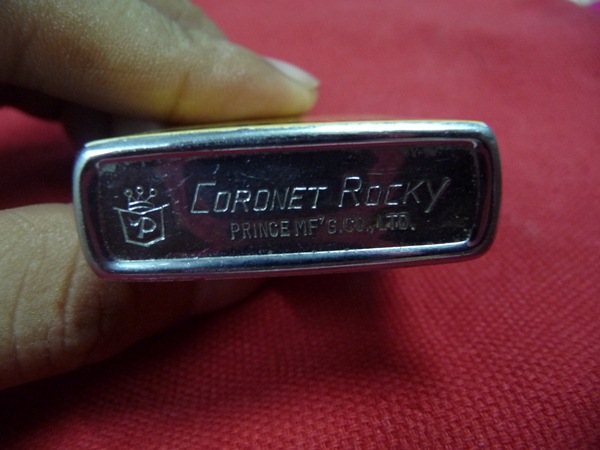 CORONET ROCKY
PRINCE MF'G.CO.,LTD.
P